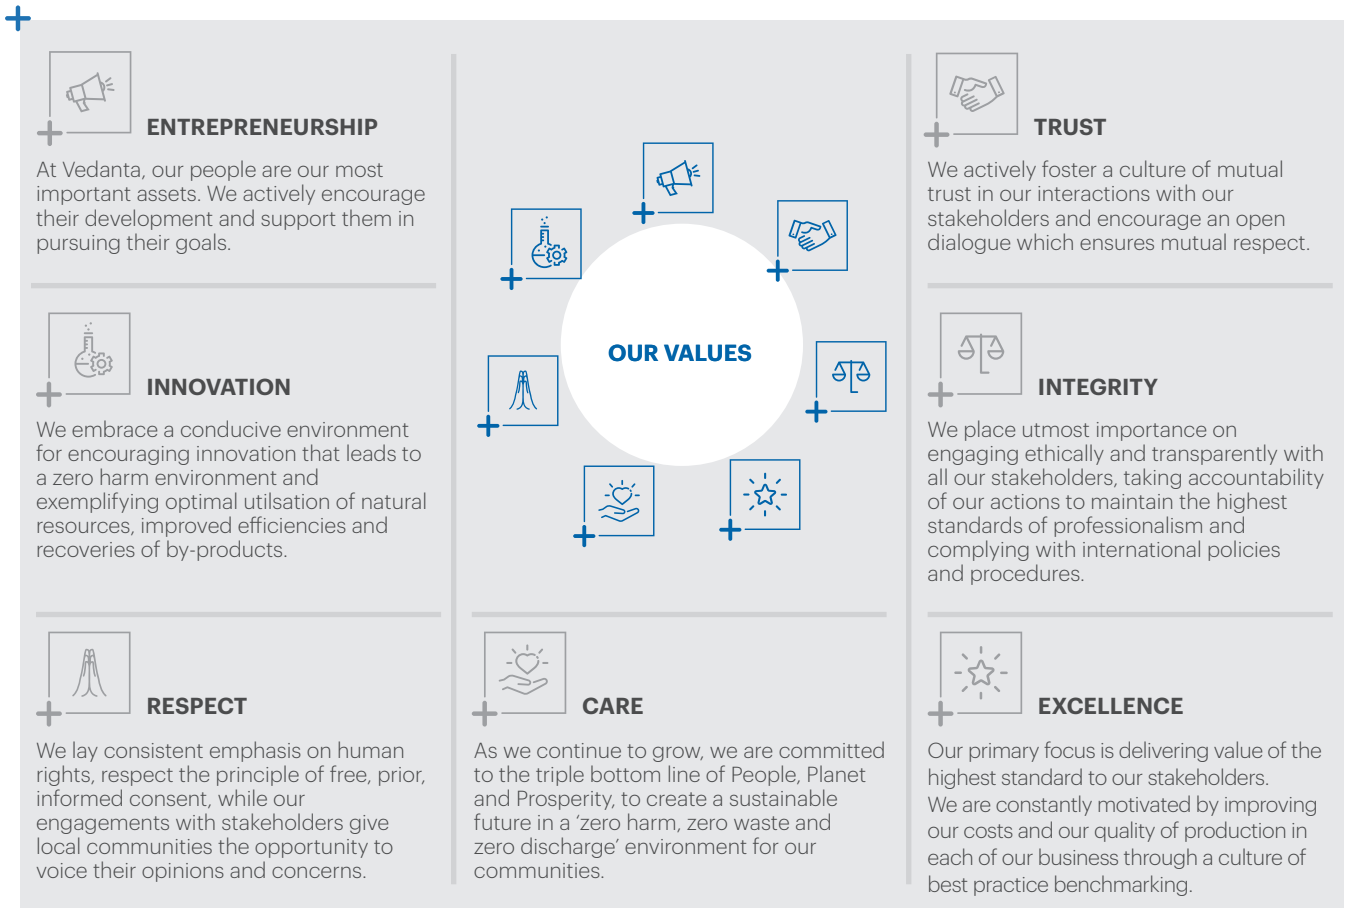 ENTREPRENEURSHIP
At Vedanta, our people are our most
important assets. We actively encourage
their development and support them in
pursuing their goals.
INNOVATION
We embrace a conducive environment
for encouraging innovation that leads to
a zero harm environment and
exemplifying optimal utilsation of natural
resources, improved efficiencies and
recoveries of by-products.
RESPECT
We lay consistent emphasis on human
rights, respect the principle of free, prior,
informed consent, while our
engagements with stakeholders give
local communities the opportunity to
voice their opinions and concerns.
OUR VALUES
CARE
As we continue to grow, we are committed
to the triple bottom line of People, Planet
and Prosperity, to create a sustainable
future in a ‘zero harm, zero waste and
zero discharge’ environment for our
communities.
TRUST
We actively foster a culture of mutual
trust in our interactions with our
stakeholders and encourage an open
dialogue which ensures mutual respect.
INTEGRITY
We place utmost importance on
engaging ethically and transparently with
all our stakeholders, taking accountability
of our actions to maintain the highest
standards of professionalism and
complying with international policies
and procedures.
EXCELLENCE
Our primary focus is delivering value of the
highest standard to our stakeholders.
We are constantly motivated by improving
our costs and our quality of production in
each of our business through a culture of
best practice benchmarking.